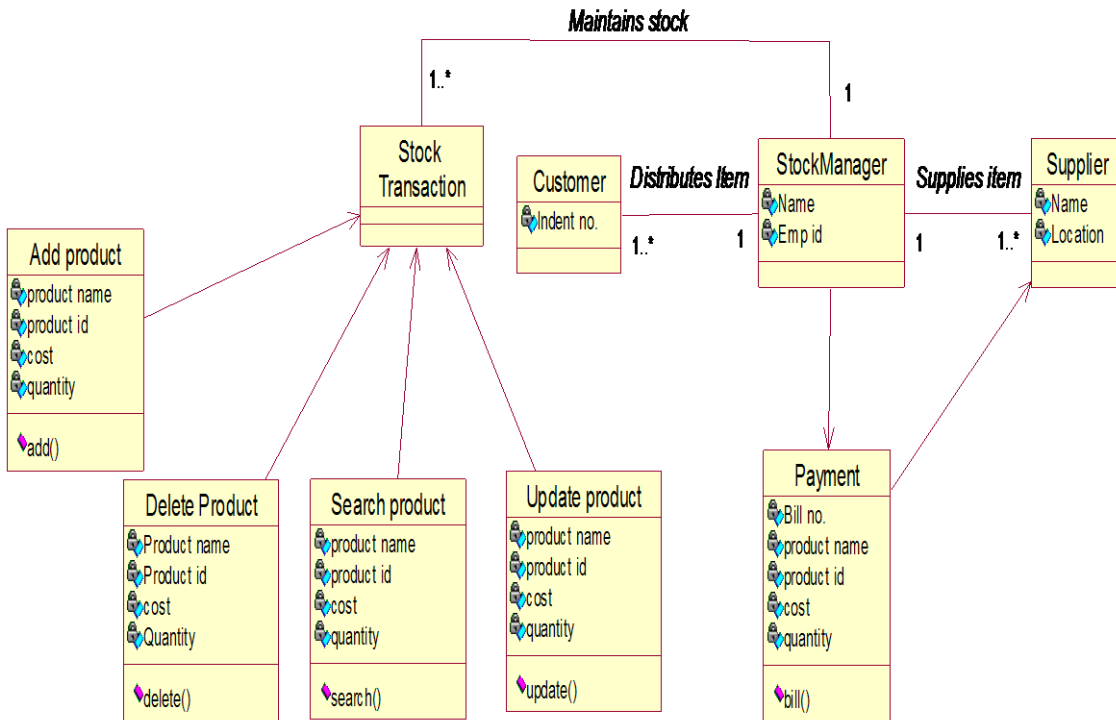 Maintains stock
1..*
1
Stock
Transaction
Customer
Indent no.
Distributes Item
1..*
1
StockManager
Name
Emp id
Supplies item
1
1..*
Supplier
Name
Location
Add product
product name
product id
cost
quantity
add()
Delete Product
Product name
Product id
cost
Quantity
delete()
Search product
product name
product id
cost
quantity
search()
Update product
product name
product id
cost
quantity
update()
Payment
Bill no.
product name
product id
cost
quantity
bill()